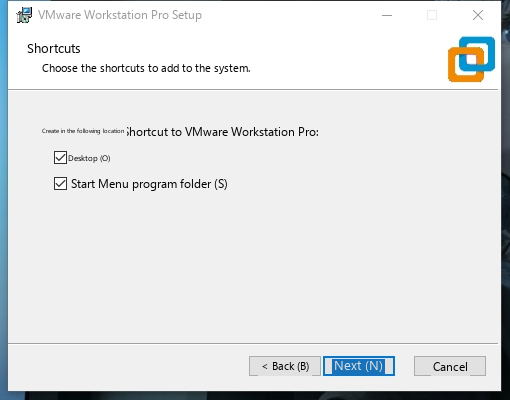 VMware Workstation Pro Setup
Shortcuts
Choose the shortcuts to add to the system.
Create in the following location Shortcut to VMware Workstation Pro:
Desktop (O)
Start Menu program folder (S)
< Back (B) Next (N) Cancel